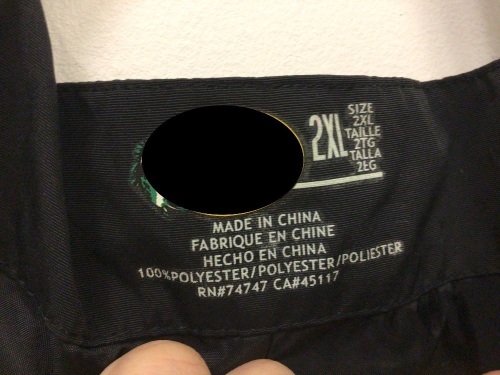 2XL
SIZE
2XL
TAILLE
2TG
TALLA
2EG
MADE IN CHINA
FABRIQUE EN CHINE
HECHO EN CHINA
100%POLYESTER/POLYESTER/POLIESTER
RN#74747 CA#45117